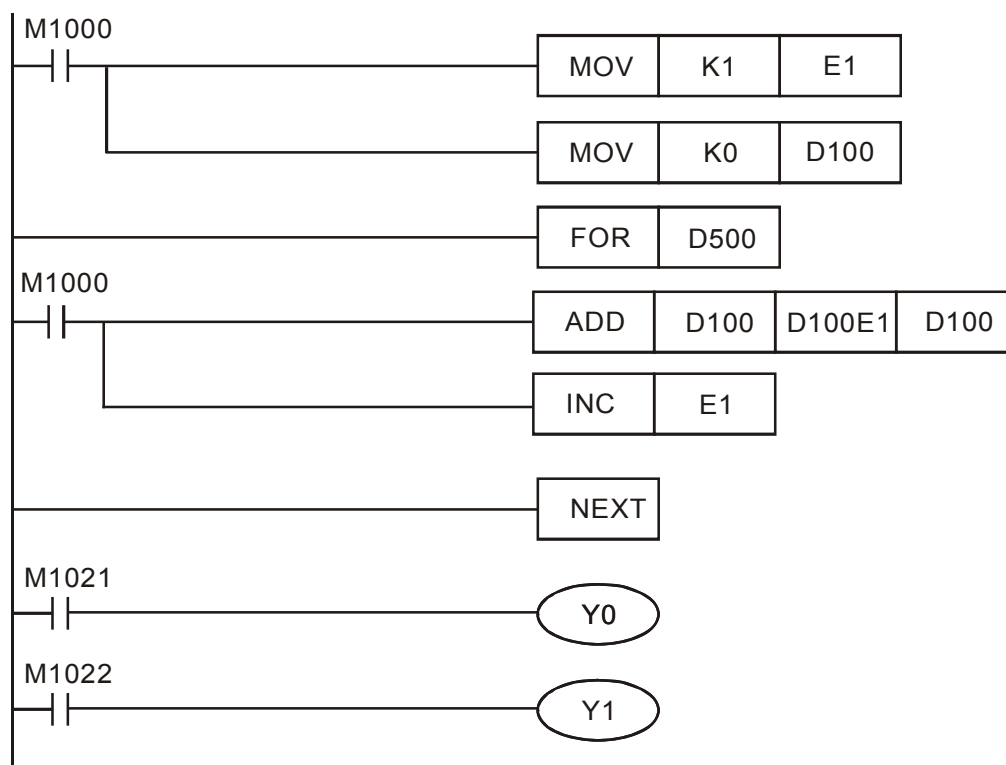 M1000
MOV K1 E1
MOV K0 D100
FOR D500
M1000
ADD D100 D100E1 D100
INC E1
NEXT
M1021
Y0
M1022
Y1